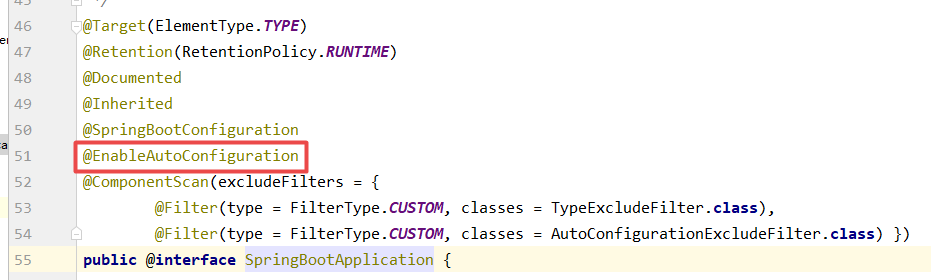 45 */
46 @Target(ElementType.TYPE)
47 @Retention(RetentionPolicy.RUNTIME)
48 @Documented
49 @Inherited
50 @SpringBootConfiguration
51 @EnableAutoConfiguration
52 @ComponentScan(excludeFilters = {
53 @Filter(type = FilterType.CUSTOM, classes = TypeExcludeFilter.class),
54 @Filter(type = FilterType.CUSTOM, classes = AutoConfigurationExcludeFilter.class) })
55 public @interface SpringBootApplication {